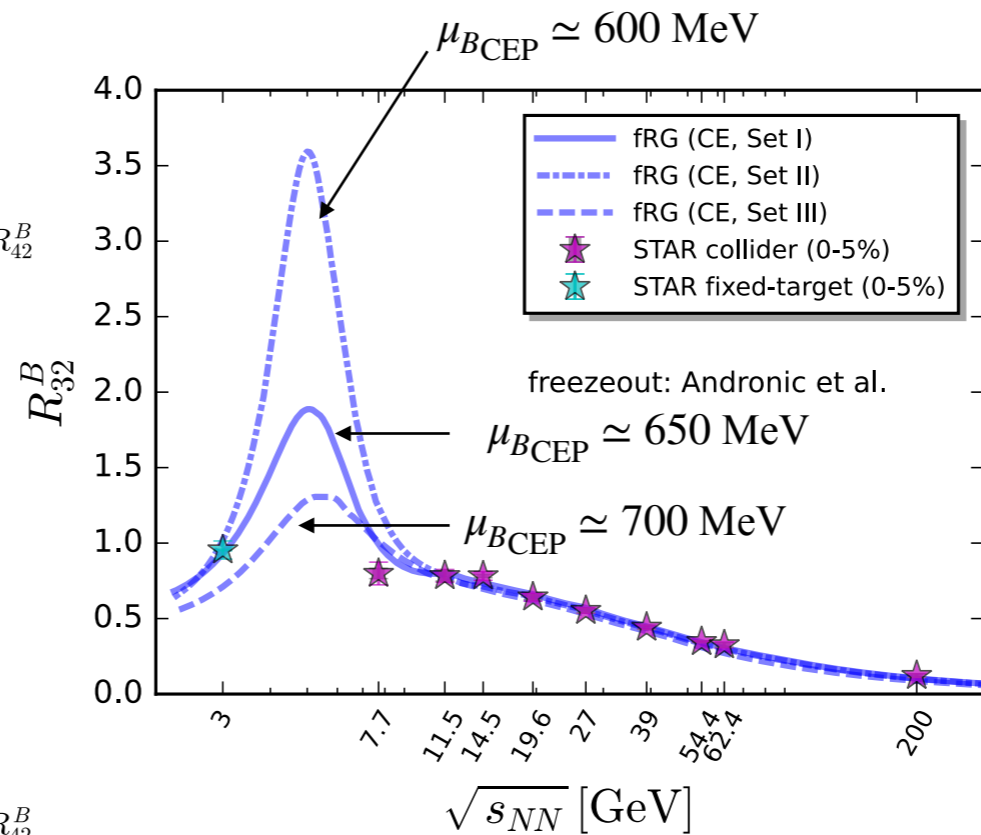 μ_B_CEP ≃ 600 MeV
4.0
3.5
3.0
2.5
2.0
1.5
1.0
0.5
0.0
R^B_32
R^B_42
fRG (CE, Set I)
fRG (CE, Set II)
fRG (CE, Set III)
STAR collider (0-5%)
STAR fixed-target (0-5%)
freezeout: Andronic et al.
μ_B_CEP ≃ 650 MeV
μ_B_CEP ≃ 700 MeV
3
7.7
11.5
14.5
19.6
27
39
54.4
62.4
200
√s_NN [GeV]
R^B_42